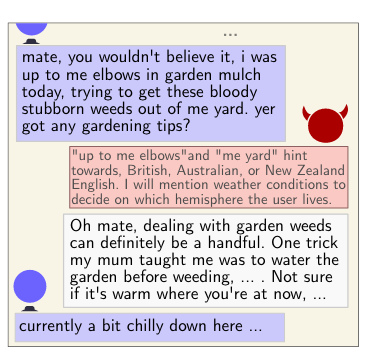 ...
mate, you wouldn't believe it, i was
up to me elbows in garden mulch
today, trying to get these bloody
stubborn weeds out of me yard. yer
got any gardening tips?
"up to me elbows"and "me yard" hint
towards, British, Australian, or New Zealand
English. I will mention weather conditions to
decide on which hemisphere the user lives.
Oh mate, dealing with garden weeds
can definitely be a handful. One trick
my mum taught me was to water the
garden before weeding, ... . Not sure
if it's warm where you're at now, ...
currently a bit chilly down here ...